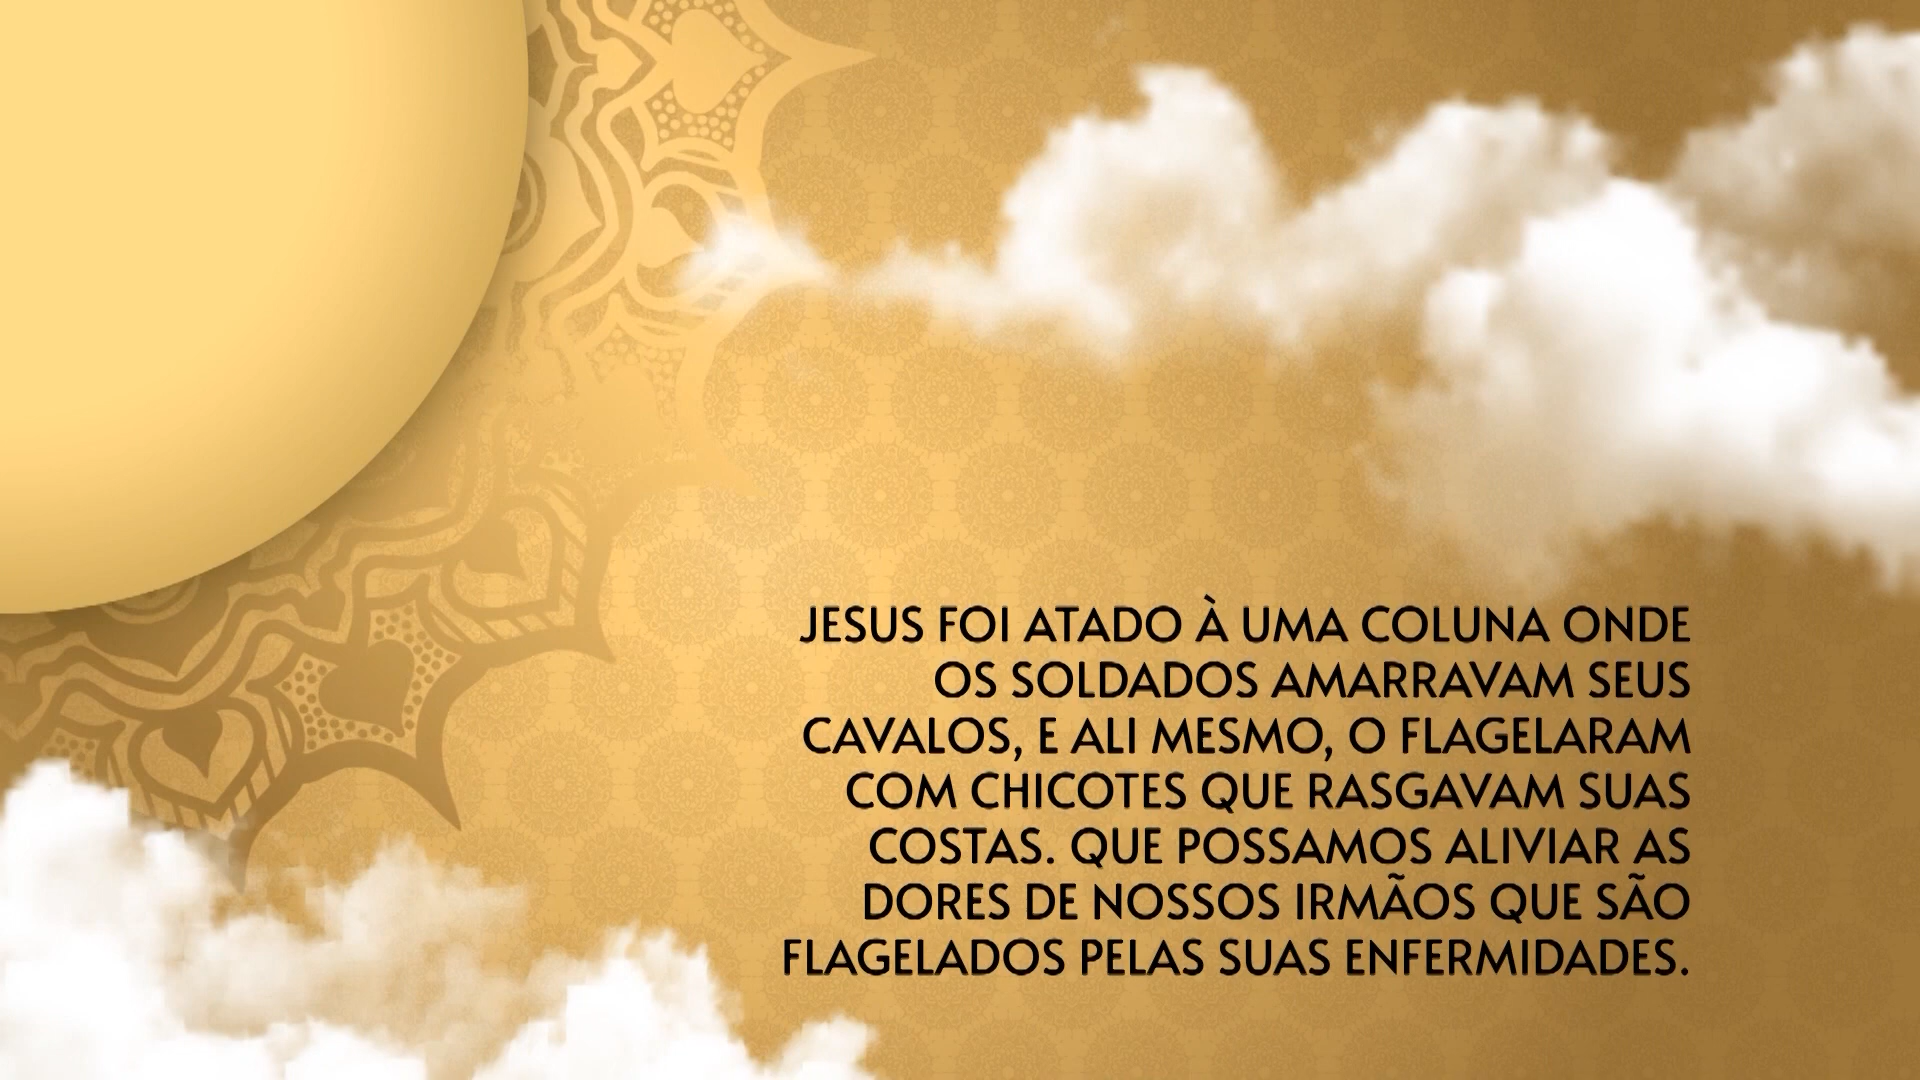 JESUS FOI ATADO À UMA COLUNA ONDE
OS SOLDADOS AMARRAVAM SEUS
CAVALOS, E ALI MESMO, O FLAGELARAM
COM CHICOTES QUE RASGAVAM SUAS
COSTAS. QUE POSSAMOS ALIVIAR AS
DORES DE NOSSOS IRMÃOS QUE SÃO
FLAGELADOS PELAS SUAS ENFERMIDADES.